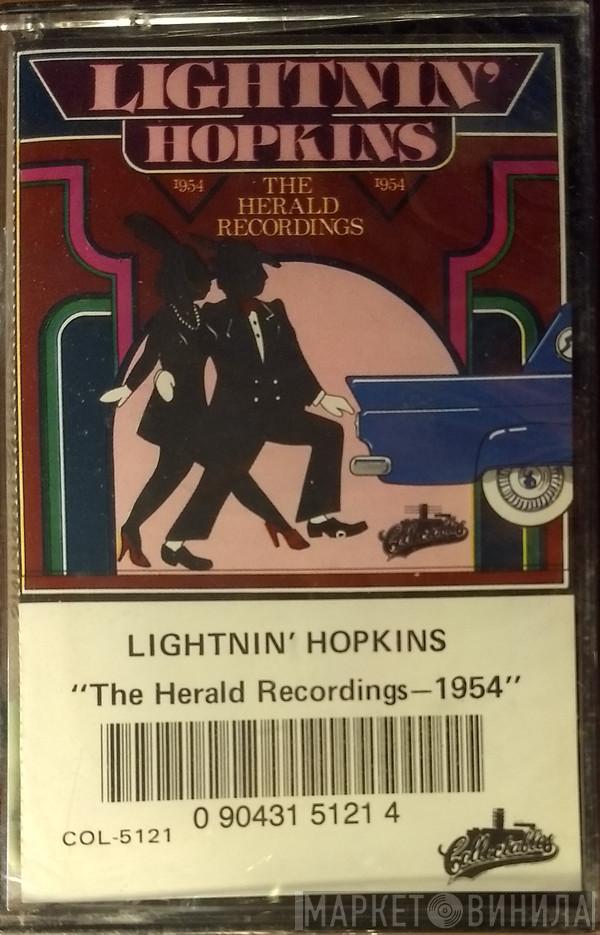 LIGHTNIN'
HOPKINS
1954 THE 1954
HERALD
RECORDINGS
Collectables
LIGHTNIN' HOPKINS
"The Herald Recordings—1954"
0 90431 5121 4
COL-5121
Collectables
МАРКЕТ ВИНИЛА